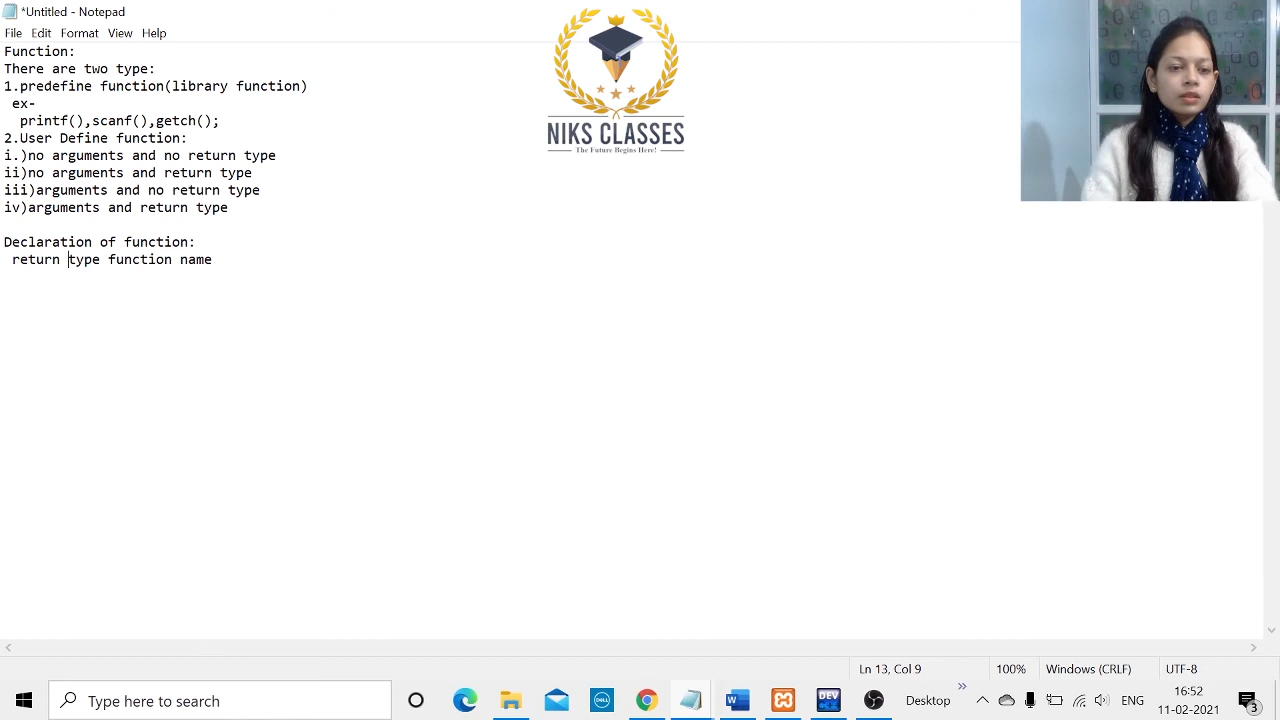 *Untitled - Notepad
File Edit Format View Help
Function:
There are two type:
1.predefine function(library function)
ex-
printf(),scanf(),getch();
2.User Define function:
i.)no arguments and no return type
ii)no arguments and return type
iii)arguments and no return type
iv)arguments and return type
Declaration of function:
return type function name
NIKS CLASSES
The Future Begins Here!
Ln 13, Col 9 100% Windows (CRLF) UTF-8
Type here to search
DELL
DEV
Desktop
ENG
16:52
11-02-2021
3